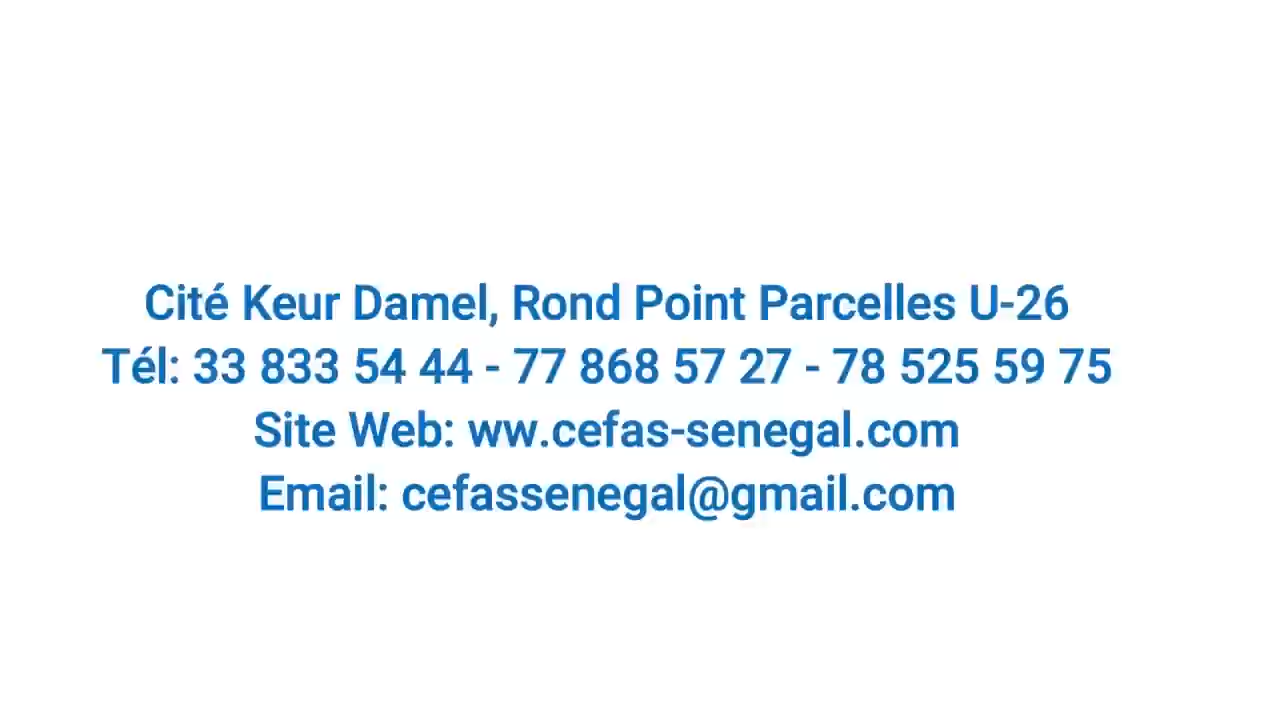 Cité Keur Damel, Rond Point Parcelles U-26
Tél: 33 833 54 44 - 77 868 57 27 - 78 525 59 75
Site Web: ww.cefas-senegal.com
Email: cefassenegal@gmail.com